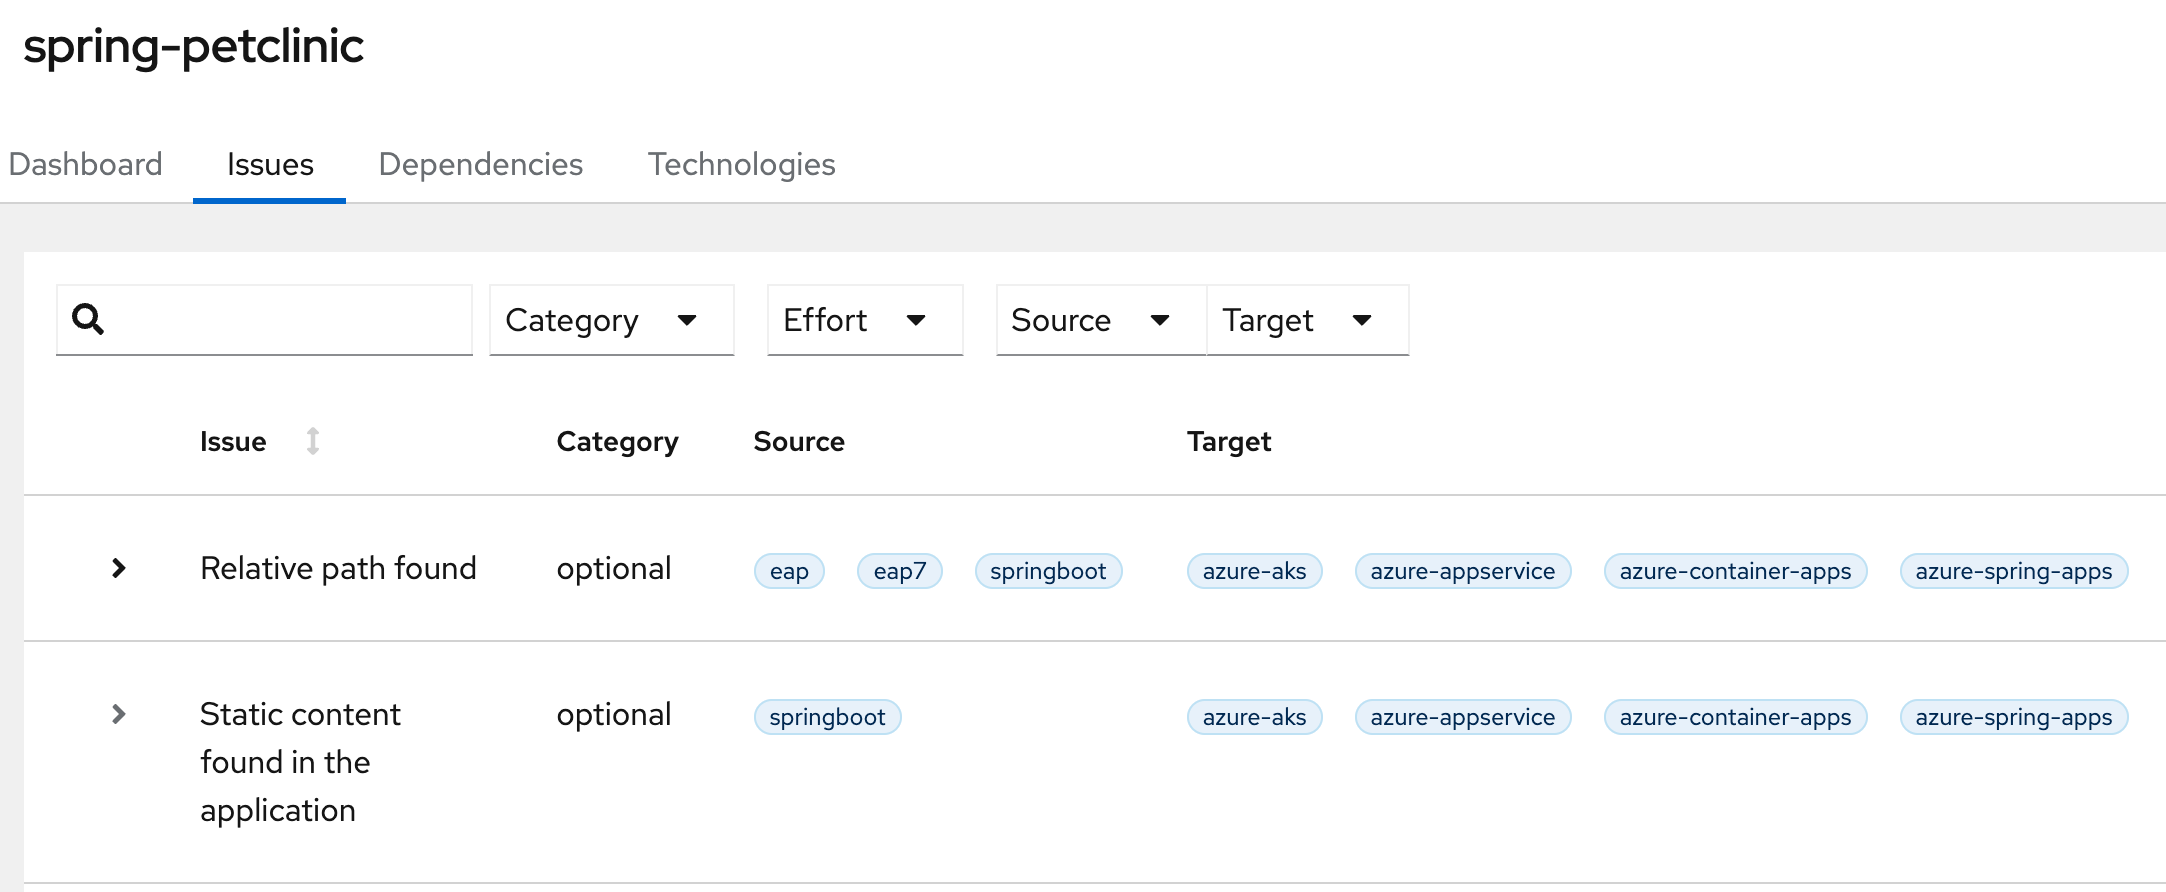 spring-petclinic
Dashboard Issues Dependencies Technologies
Category Effort Source Target
Issue Category Source Target
Relative path found optional eap eap7 springboot azure-aks azure-appservice azure-container-apps azure-spring-apps
Static content optional springboot azure-aks azure-appservice azure-container-apps azure-spring-apps
found in the
application